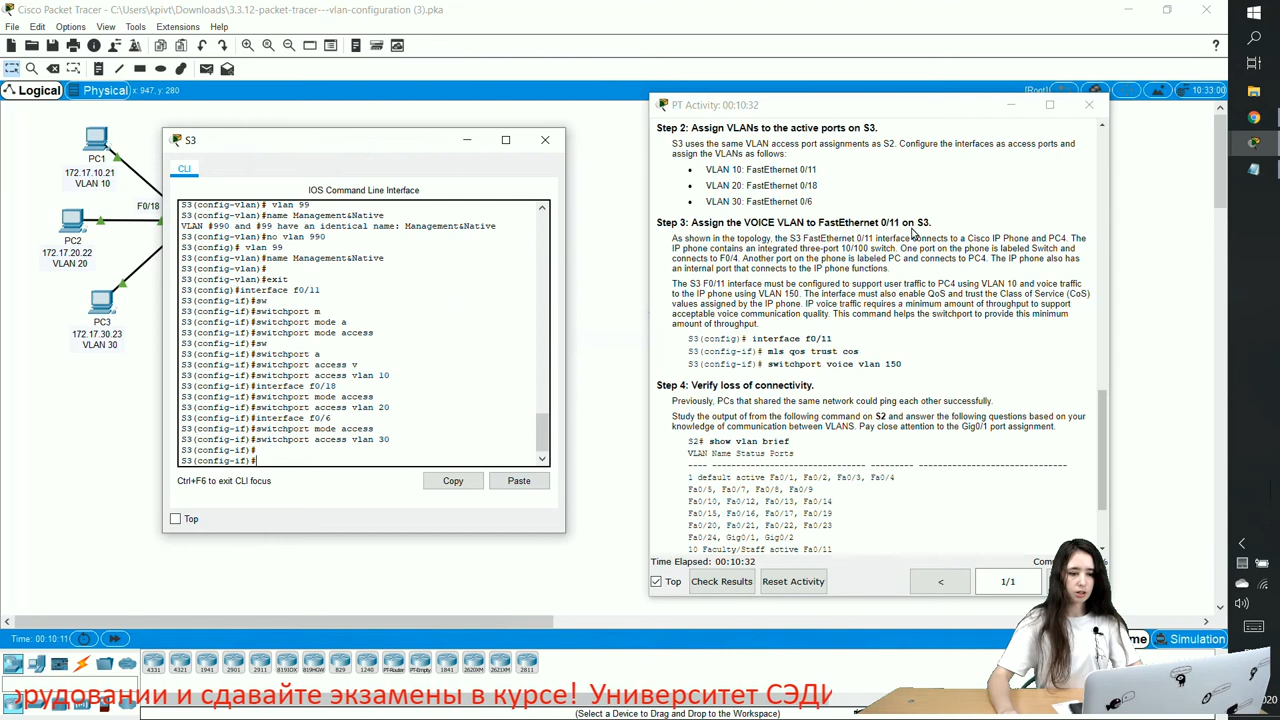 Cisco Packet Tracer - C:\Users\kpivt\Downloads\3.3.12-packet-tracer---vlan-configuration (3).pka
File Edit Options View Tools Extensions Help
Logical Physical x: 947, y: 280
[Root]
10:33:00
PC1
172.17.10.21
VLAN 10
F0/18
PC2
172.17.20.22
VLAN 20
PC3
172.17.30.23
VLAN 30
S3
CLI
IOS Command Line Interface
S3(config-vlan)# vlan 99
S3(config-vlan)#name Management&Native
VLAN #990 and #99 have an identical name: Management&Native
S3(config-vlan)#no vlan 990
S3(config)# vlan 99
S3(config-vlan)#name Management&Native
S3(config-vlan)#
S3(config-vlan)#exit
S3(config)#interface f0/11
S3(config-if)#sw
S3(config-if)#switchport m
S3(config-if)#switchport mode a
S3(config-if)#switchport mode access
S3(config-if)#sw
S3(config-if)#switchport a
S3(config-if)#switchport access v
S3(config-if)#switchport access vlan 10
S3(config-if)#interface f0/18
S3(config-if)#switchport mode access
S3(config-if)#switchport access vlan 20
S3(config-if)#interface f0/6
S3(config-if)#switchport mode access
S3(config-if)#switchport access vlan 30
S3(config-if)#
S3(config-if)#
Ctrl+F6 to exit CLI focus
Copy
Paste
Top
PT Activity: 00:10:32
Step 2: Assign VLANs to the active ports on S3.
S3 uses the same VLAN access port assignments as S2. Configure the interfaces as access ports and
assign the VLANs as follows:
• VLAN 10: FastEthernet 0/11
• VLAN 20: FastEthernet 0/18
• VLAN 30: FastEthernet 0/6
Step 3: Assign the VOICE VLAN to FastEthernet 0/11 on S3.
As shown in the topology, the S3 FastEthernet 0/11 interface connects to a Cisco IP Phone and PC4. The
IP phone contains an integrated three-port 10/100 switch. One port on the phone is labeled Switch and
connects to F0/4. Another port on the phone is labeled PC and connects to PC4. The IP phone also has
an internal port that connects to the IP phone functions.
The S3 F0/11 interface must be configured to support user traffic to PC4 using VLAN 10 and voice traffic
to the IP phone using VLAN 150. The interface must also enable QoS and trust the Class of Service (CoS)
values assigned by the IP phone. IP voice traffic requires a minimum amount of throughput to support
acceptable voice communication quality. This command helps the switchport to provide this minimum
amount of throughput.
S3(config)# interface f0/11
S3(config-if)# mls qos trust cos
S3(config-if)# switchport voice vlan 150
Step 4: Verify loss of connectivity.
Previously, PCs that shared the same network could ping each other successfully.
Study the output of from the following command on S2 and answer the following questions based on your
knowledge of communication between VLANS. Pay close attention to the Gig0/1 port assignment.
S2# show vlan brief
VLAN Name Status Ports
---- -------------------------------- --------- -------------------------------
1 default active Fa0/1, Fa0/2, Fa0/3, Fa0/4
Fa0/5, Fa0/7, Fa0/8, Fa0/9
Fa0/10, Fa0/12, Fa0/13, Fa0/14
Fa0/15, Fa0/16, Fa0/17, Fa0/19
Fa0/20, Fa0/21, Fa0/22, Fa0/23
Fa0/24, Gig0/1, Gig0/2
10 Faculty/Staff active Fa0/11
Time Elapsed: 00:10:32
Top
Check Results
Reset Activity
<
1/1
Time: 00:10:11
Simulation
4331 4321 1941 2901 2911 819IOX 819HGW 829 1240 PT-Router PT-Empty 1841 2620XM 2621XM 2811
орудовании и сдавайте экзамены в курсе! Университет СЭДИ
(Select a Device to Drag and Drop to the Workspace)